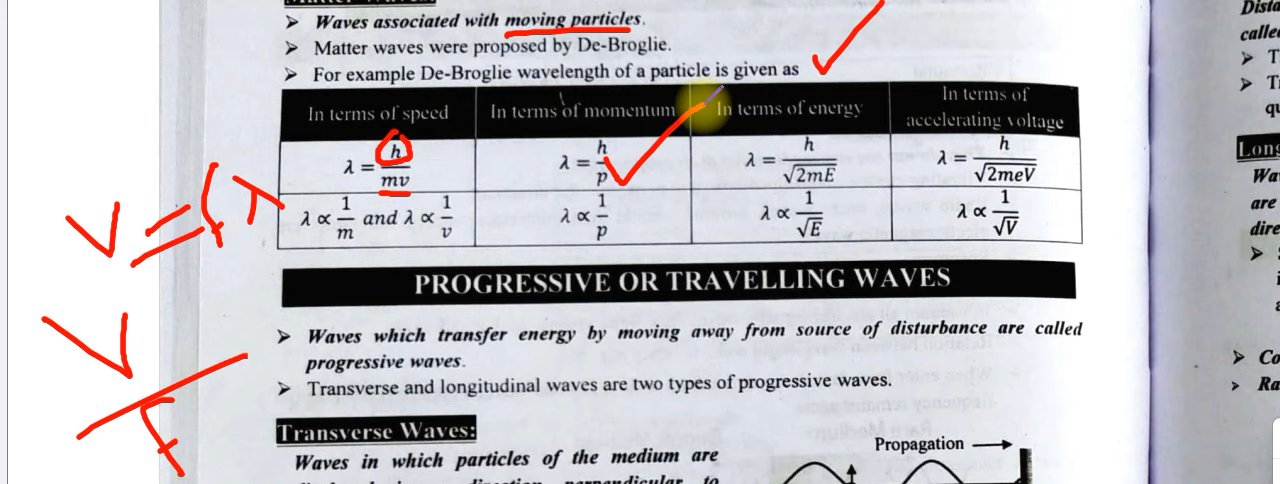 Matter Waves:
➤ Waves associated with moving particles.
➤ Matter waves were proposed by De-Broglie.
➤ For example De-Broglie wavelength of a particle is given as
In terms of speed | In terms of momentum | In terms of energy | In terms of accelerating voltage
λ = h/mv | λ = h/p | λ = h/√2mE | λ = h/√2meV
λ ∝ 1/m and λ ∝ 1/v | λ ∝ 1/p | λ ∝ 1/√E | λ ∝ 1/√V
V = fλ
V/f
PROGRESSIVE OR TRAVELLING WAVES
➤ Waves which transfer energy by moving away from source of disturbance are called
progressive waves.
➤ Transverse and longitudinal waves are two types of progressive waves.
Transverse Waves:
Waves in which particles of the medium are
Propagation
Dista
called
➤ T
➤ Tr
qu
Long
Wa
are
dire
➤ Co
➤ Ra